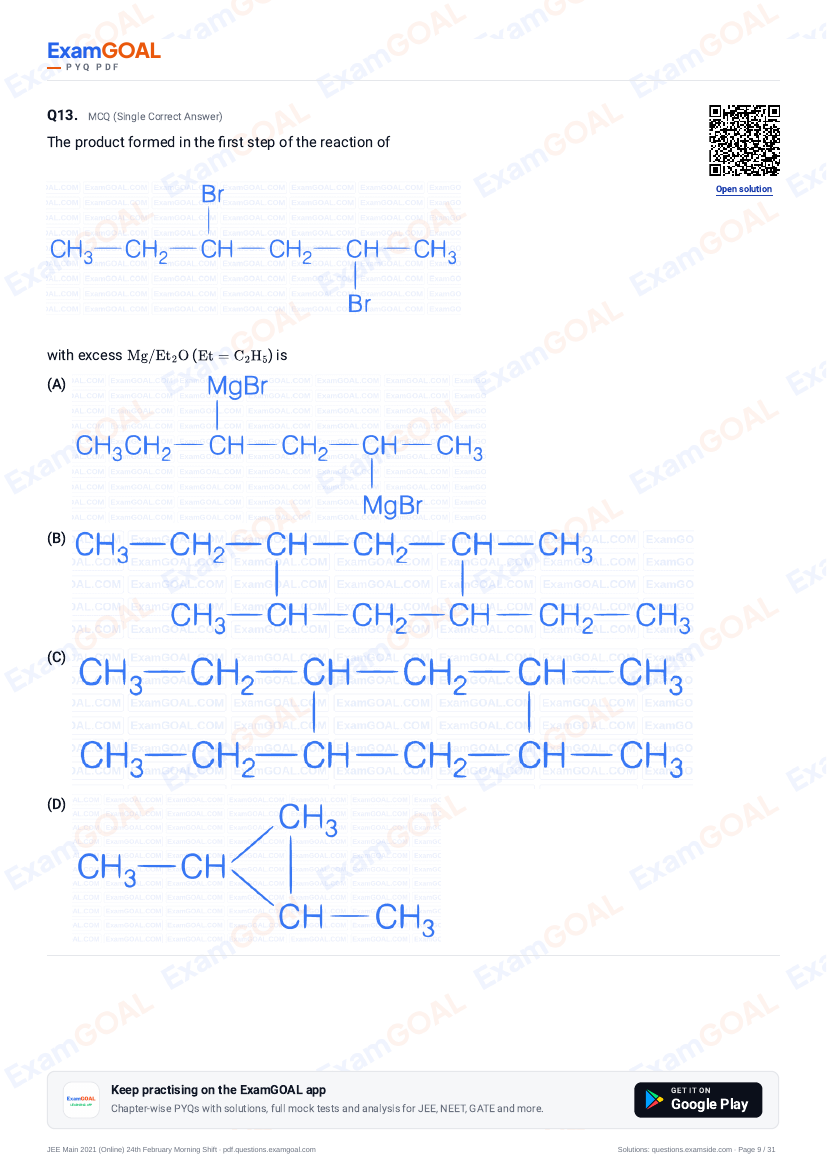 ExamGOAL
PYQ PDF
Q13. MCQ (Single Correct Answer)
The product formed in the first step of the reaction of
Open solution
Br
CH₃—CH₂—CH—CH₂—CH—CH₃
Br
with excess Mg/Et₂O (Et = C₂H₅) is
(A)
MgBr
CH₃CH₂—CH—CH₂—CH—CH₃
MgBr
(B) CH₃—CH₂—CH—CH₂—CH—CH₃
CH₃—CH—CH₂—CH—CH₂—CH₃
(C) CH₃—CH₂—CH—CH₂—CH—CH₃
CH₃—CH₂—CH—CH₂—CH—CH₃
(D)
CH₃
CH₃—CH
CH—CH₃
Keep practising on the ExamGOAL app
Chapter-wise PYQs with solutions, full mock tests and analysis for JEE, NEET, GATE and more.
GET IT ON
Google Play
JEE Main 2021 (Online) 24th February Morning Shift · pdf.questions.examgoal.com
Solutions: questions.examside.com · Page 9 / 31